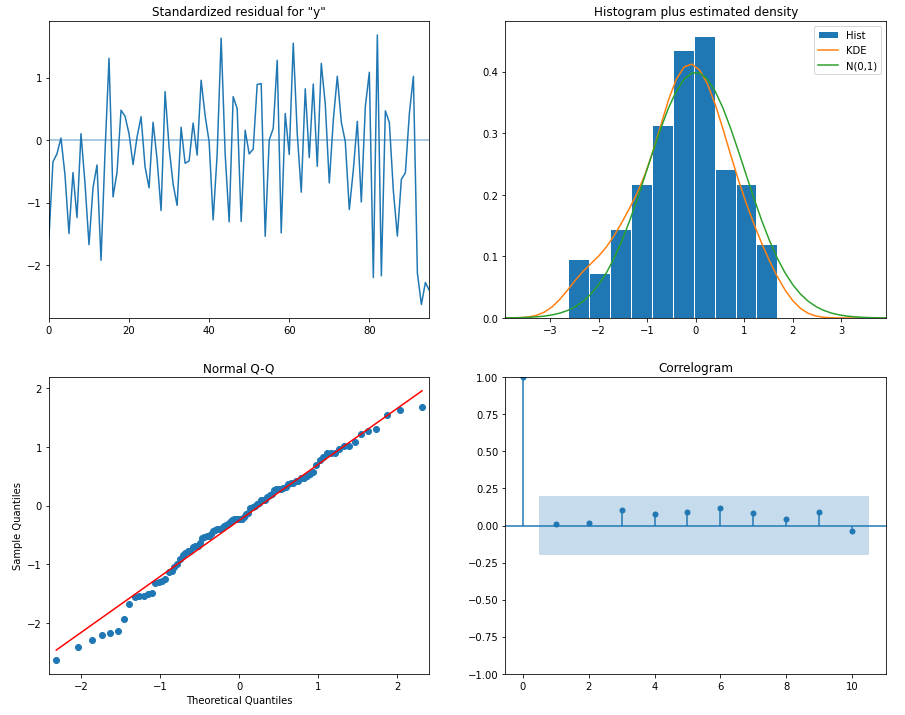 Standardized residual for "y"
1
0
−1
−2
0 20 40 60 80
Histogram plus estimated density
Hist
KDE
N(0,1)
0.4
0.3
0.2
0.1
0.0
−3 −2 −1 0 1 2 3
Normal Q-Q
Sample Quantiles
2
1
0
−1
−2
−2 −1 0 1 2
Theoretical Quantiles
Correlogram
1.00
0.75
0.50
0.25
0.00
−0.25
−0.50
−0.75
−1.00
0 2 4 6 8 10